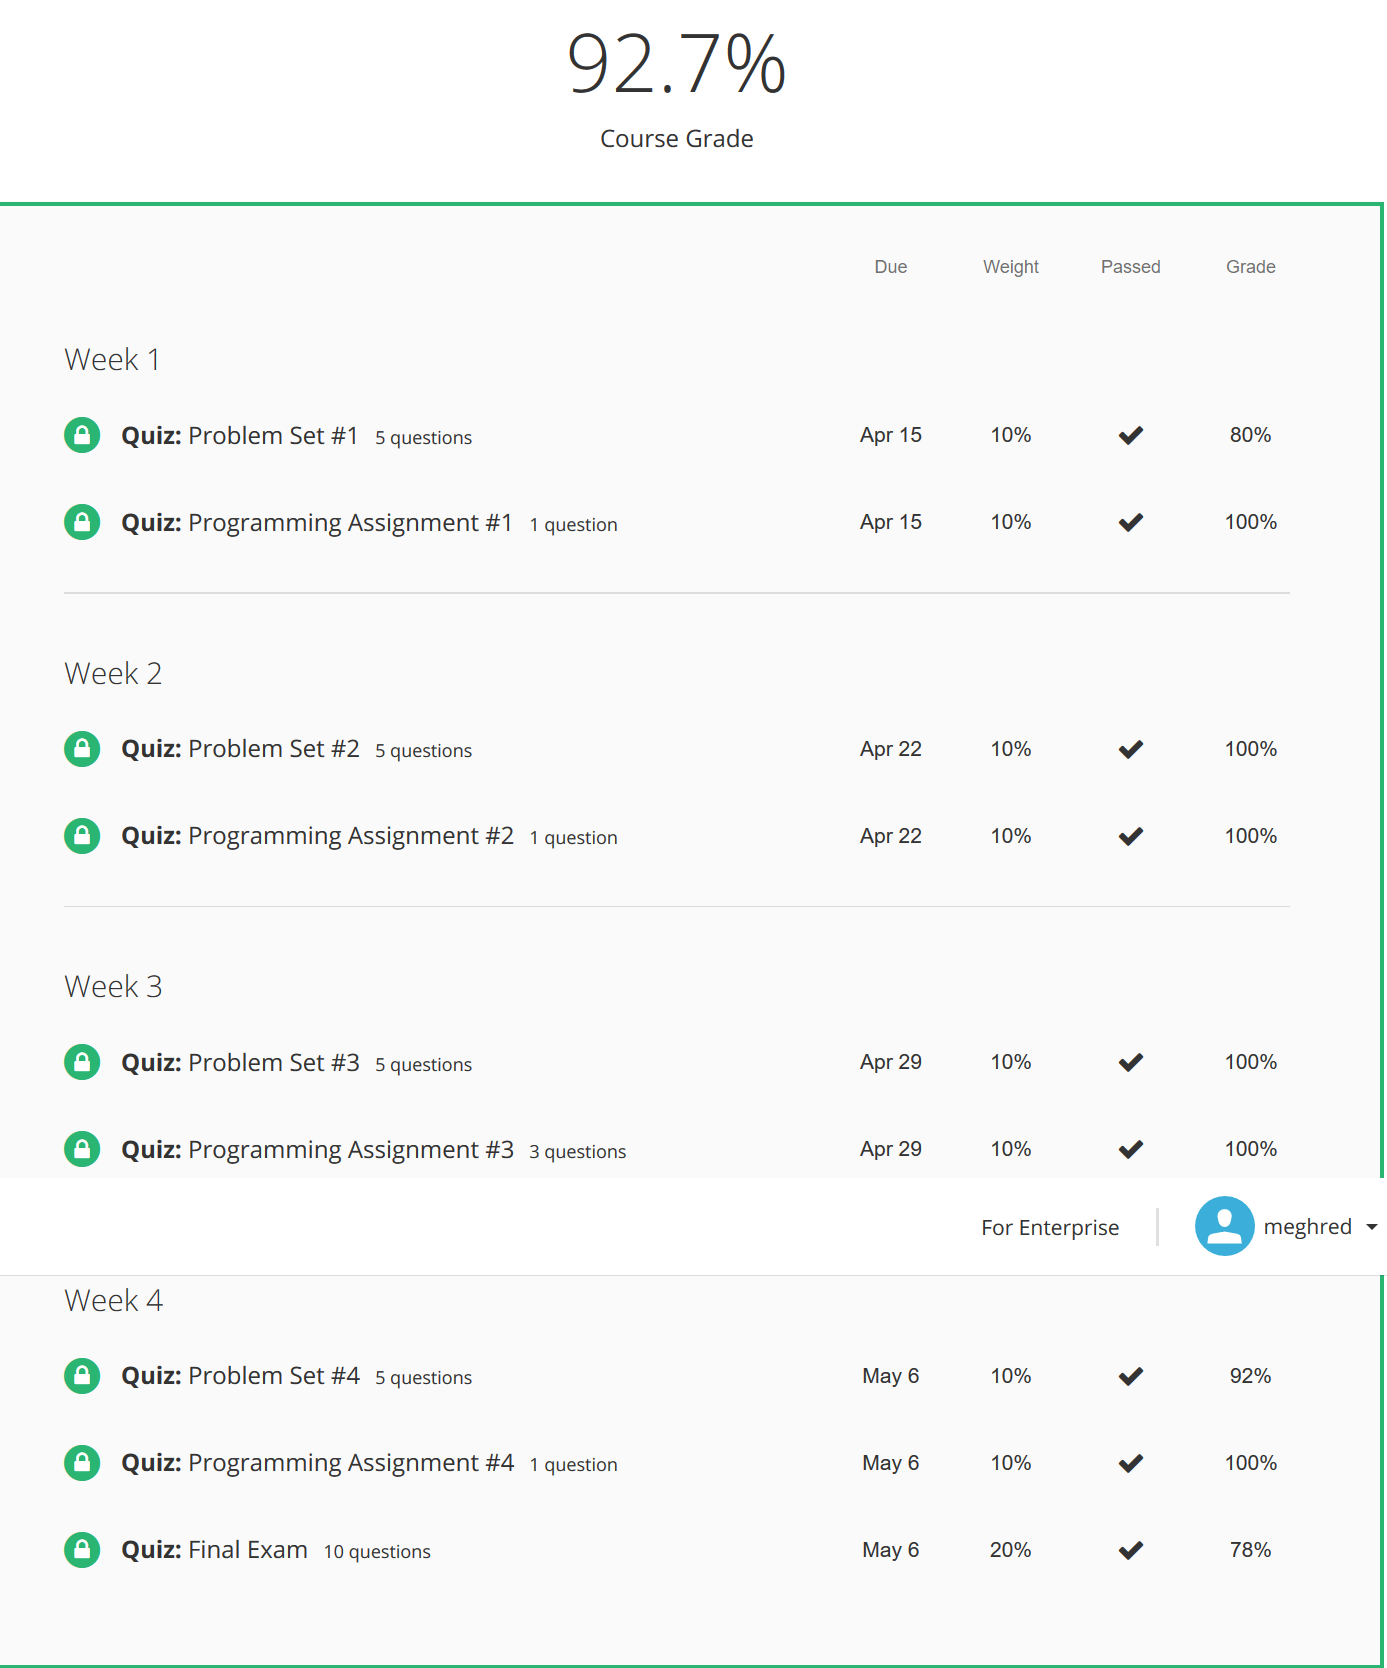 92.7%
Course Grade
Due Weight Passed Grade
Week 1
Quiz: Problem Set #1 5 questions Apr 15 10% 80%
Quiz: Programming Assignment #1 1 question Apr 15 10% 100%
Week 2
Quiz: Problem Set #2 5 questions Apr 22 10% 100%
Quiz: Programming Assignment #2 1 question Apr 22 10% 100%
Week 3
Quiz: Problem Set #3 5 questions Apr 29 10% 100%
Quiz: Programming Assignment #3 3 questions Apr 29 10% 100%
For Enterprise meghred
Week 4
Quiz: Problem Set #4 5 questions May 6 10% 92%
Quiz: Programming Assignment #4 1 question May 6 10% 100%
Quiz: Final Exam 10 questions May 6 20% 78%